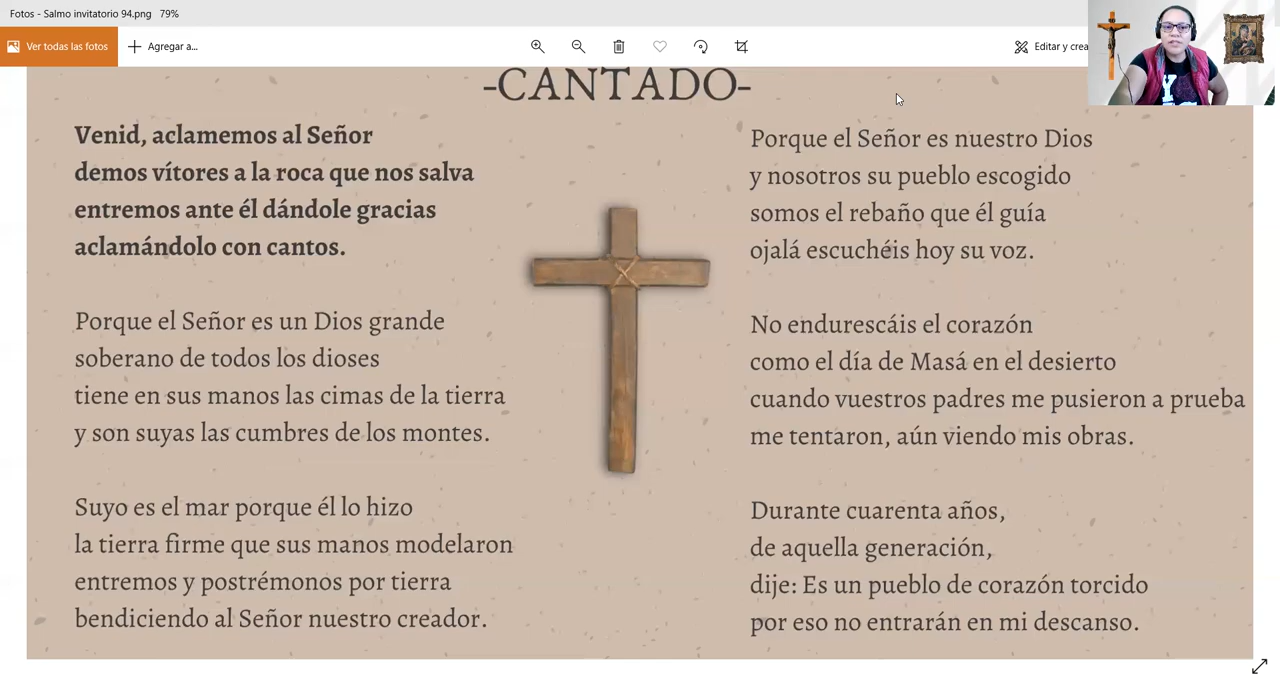 Fotos - Salmo invitatorio 94.png 79%
Ver todas las fotos
Agregar a...
Editar y crea
-CANTADO-
Venid, aclamemos al Señor
demos vítores a la roca que nos salva
entremos ante él dándole gracias
aclamándolo con cantos.
Porque el Señor es un Dios grande
soberano de todos los dioses
tiene en sus manos las cimas de la tierra
y son suyas las cumbres de los montes.
Suyo es el mar porque él lo hizo
la tierra firme que sus manos modelaron
entremos y postrémonos por tierra
bendiciendo al Señor nuestro creador.
Porque el Señor es nuestro Dios
y nosotros su pueblo escogido
somos el rebaño que él guía
ojalá escuchéis hoy su voz.
No endurescáis el corazón
como el día de Masá en el desierto
cuando vuestros padres me pusieron a prueba
me tentaron, aún viendo mis obras.
Durante cuarenta años,
de aquella generación,
dije: Es un pueblo de corazón torcido
por eso no entrarán en mi descanso.